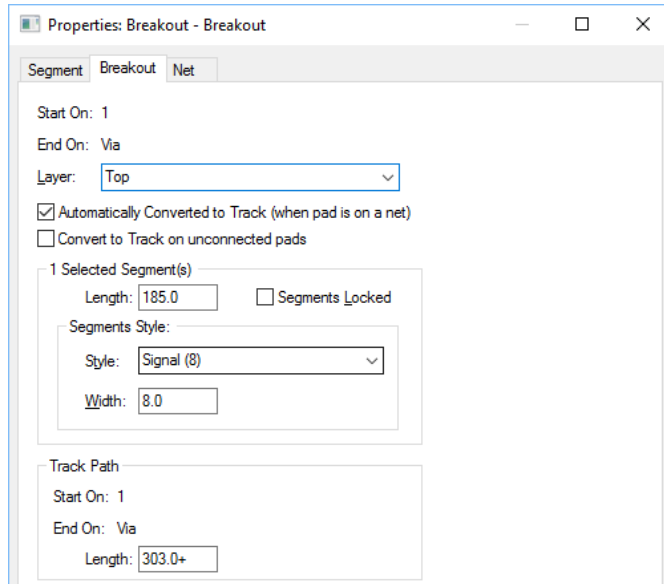 Properties: Breakout - Breakout
Segment Breakout Net
Start On: 1
End On: Via
Layer: Top
Automatically Converted to Track (when pad is on a net)
Convert to Track on unconnected pads
1 Selected Segment(s)
Length: 185.0 Segments Locked
Segments Style:
Style: Signal (8)
Width: 8.0
Track Path
Start On: 1
End On: Via
Length: 303.0+